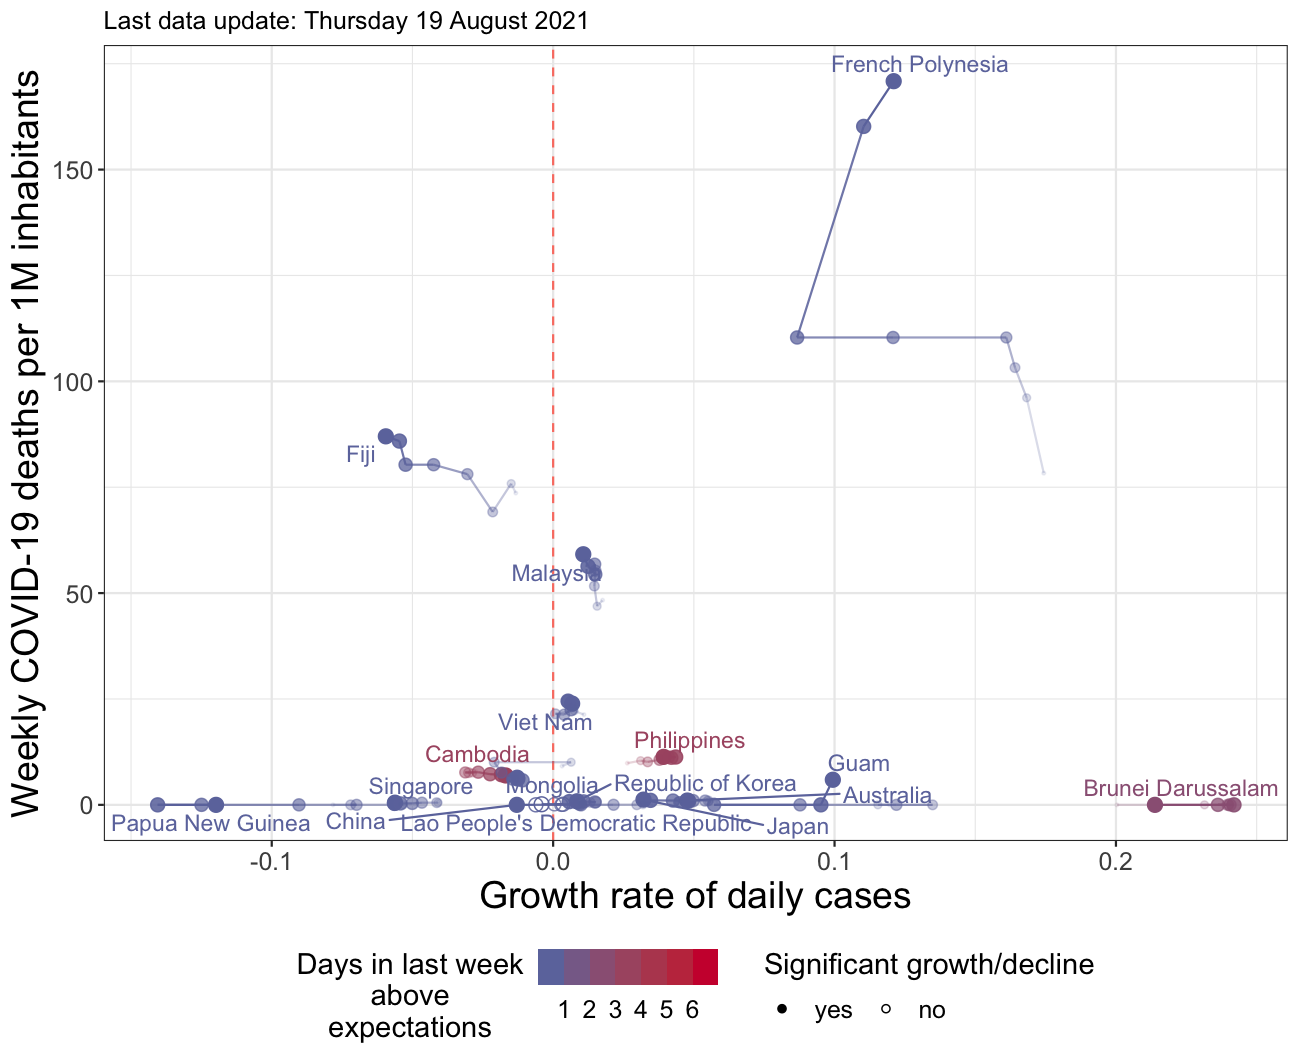 Last data update: Thursday 19 August 2021
Weekly COVID-19 deaths per 1M inhabitants
150
100
50
0
French Polynesia
Fiji
Malaysia
Viet Nam
Cambodia
Philippines
Guam
Singapore
Mongolia
Republic of Korea
Australia
Brunei Darussalam
Papua New Guinea
China
Lao People's Democratic Republic
Japan
-0.1
0.0
0.1
0.2
Growth rate of daily cases
Days in last week
above
expectations
1 2 3 4 5 6
Significant growth/decline
yes
no